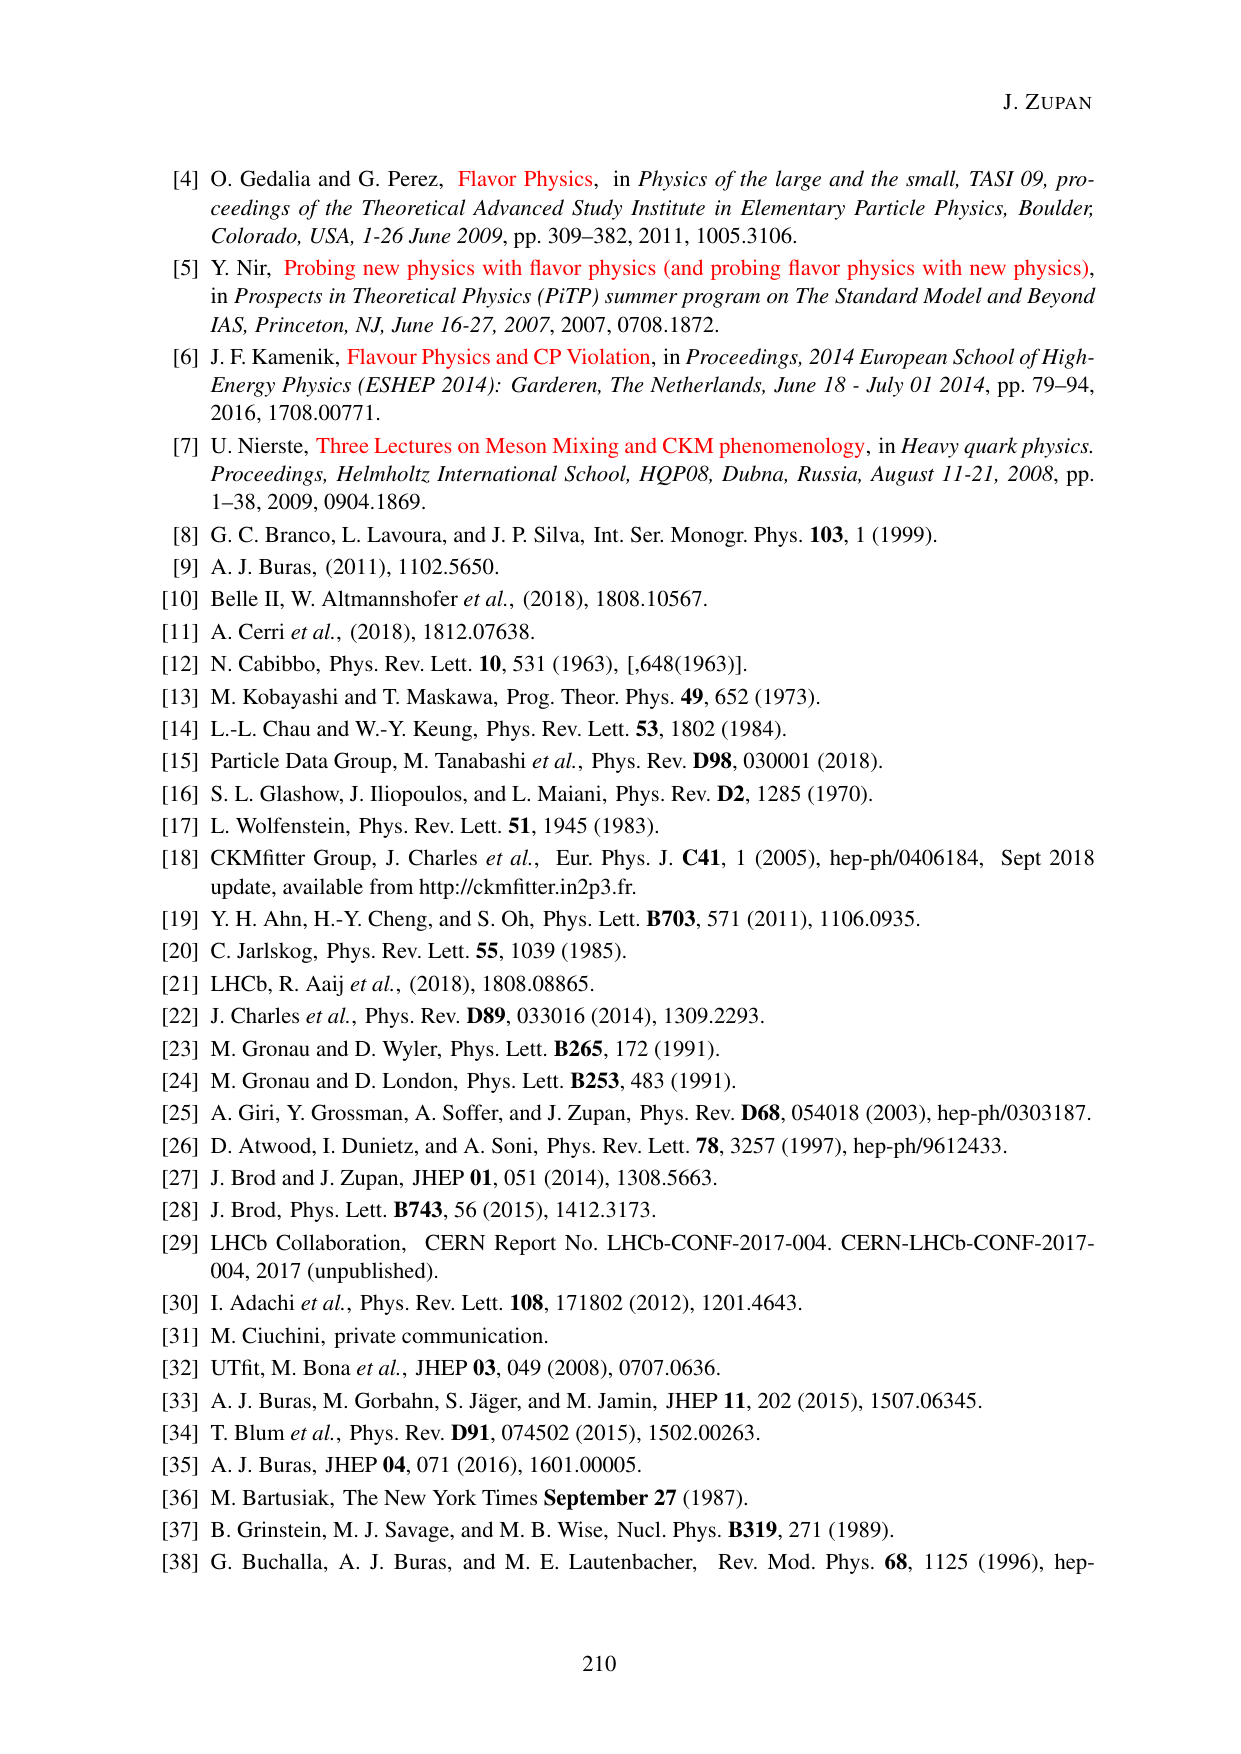 J. ZUPAN
[4] O. Gedalia and G. Perez, Flavor Physics, in Physics of the large and the small, TASI 09, pro-
ceedings of the Theoretical Advanced Study Institute in Elementary Particle Physics, Boulder,
Colorado, USA, 1-26 June 2009, pp. 309–382, 2011, 1005.3106.
[5] Y. Nir, Probing new physics with flavor physics (and probing flavor physics with new physics),
in Prospects in Theoretical Physics (PiTP) summer program on The Standard Model and Beyond
IAS, Princeton, NJ, June 16-27, 2007, 2007, 0708.1872.
[6] J. F. Kamenik, Flavour Physics and CP Violation, in Proceedings, 2014 European School of High-
Energy Physics (ESHEP 2014): Garderen, The Netherlands, June 18 - July 01 2014, pp. 79–94,
2016, 1708.00771.
[7] U. Nierste, Three Lectures on Meson Mixing and CKM phenomenology, in Heavy quark physics.
Proceedings, Helmholtz International School, HQP08, Dubna, Russia, August 11-21, 2008, pp.
1–38, 2009, 0904.1869.
[8] G. C. Branco, L. Lavoura, and J. P. Silva, Int. Ser. Monogr. Phys. 103, 1 (1999).
[9] A. J. Buras, (2011), 1102.5650.
[10] Belle II, W. Altmannshofer et al., (2018), 1808.10567.
[11] A. Cerri et al., (2018), 1812.07638.
[12] N. Cabibbo, Phys. Rev. Lett. 10, 531 (1963), [,648(1963)].
[13] M. Kobayashi and T. Maskawa, Prog. Theor. Phys. 49, 652 (1973).
[14] L.-L. Chau and W.-Y. Keung, Phys. Rev. Lett. 53, 1802 (1984).
[15] Particle Data Group, M. Tanabashi et al., Phys. Rev. D98, 030001 (2018).
[16] S. L. Glashow, J. Iliopoulos, and L. Maiani, Phys. Rev. D2, 1285 (1970).
[17] L. Wolfenstein, Phys. Rev. Lett. 51, 1945 (1983).
[18] CKMfitter Group, J. Charles et al., Eur. Phys. J. C41, 1 (2005), hep-ph/0406184, Sept 2018
update, available from http://ckmfitter.in2p3.fr.
[19] Y. H. Ahn, H.-Y. Cheng, and S. Oh, Phys. Lett. B703, 571 (2011), 1106.0935.
[20] C. Jarlskog, Phys. Rev. Lett. 55, 1039 (1985).
[21] LHCb, R. Aaij et al., (2018), 1808.08865.
[22] J. Charles et al., Phys. Rev. D89, 033016 (2014), 1309.2293.
[23] M. Gronau and D. Wyler, Phys. Lett. B265, 172 (1991).
[24] M. Gronau and D. London, Phys. Lett. B253, 483 (1991).
[25] A. Giri, Y. Grossman, A. Soffer, and J. Zupan, Phys. Rev. D68, 054018 (2003), hep-ph/0303187.
[26] D. Atwood, I. Dunietz, and A. Soni, Phys. Rev. Lett. 78, 3257 (1997), hep-ph/9612433.
[27] J. Brod and J. Zupan, JHEP 01, 051 (2014), 1308.5663.
[28] J. Brod, Phys. Lett. B743, 56 (2015), 1412.3173.
[29] LHCb Collaboration, CERN Report No. LHCb-CONF-2017-004. CERN-LHCb-CONF-2017-
004, 2017 (unpublished).
[30] I. Adachi et al., Phys. Rev. Lett. 108, 171802 (2012), 1201.4643.
[31] M. Ciuchini, private communication.
[32] UTfit, M. Bona et al., JHEP 03, 049 (2008), 0707.0636.
[33] A. J. Buras, M. Gorbahn, S. Jäger, and M. Jamin, JHEP 11, 202 (2015), 1507.06345.
[34] T. Blum et al., Phys. Rev. D91, 074502 (2015), 1502.00263.
[35] A. J. Buras, JHEP 04, 071 (2016), 1601.00005.
[36] M. Bartusiak, The New York Times September 27 (1987).
[37] B. Grinstein, M. J. Savage, and M. B. Wise, Nucl. Phys. B319, 271 (1989).
[38] G. Buchalla, A. J. Buras, and M. E. Lautenbacher, Rev. Mod. Phys. 68, 1125 (1996), hep-
210